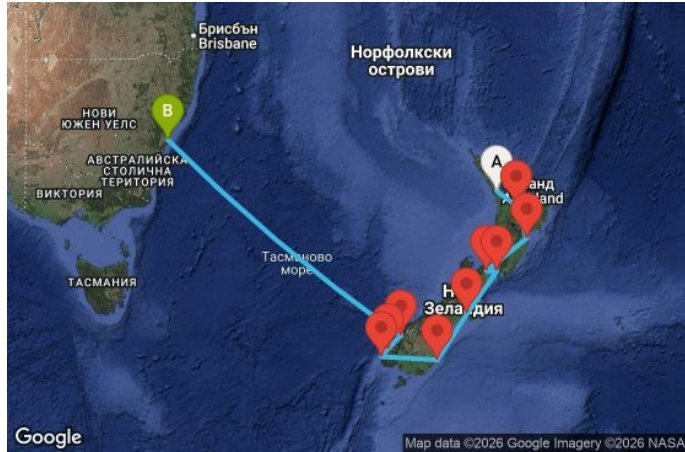 Брисбън
Brisbane
Норфолкски
острови
B
НОВИ
ЮЖЕН УЕЛС
АВСТРАЛИЙСКА
СТОЛИЧНА
ТЕРИТОРИЯ
ВИКТОРИЯ
A
Тасманово
море
ТАСМАНИЯ
Зеландия
Google
Map data ©2026 Google Imagery ©2026 NASA